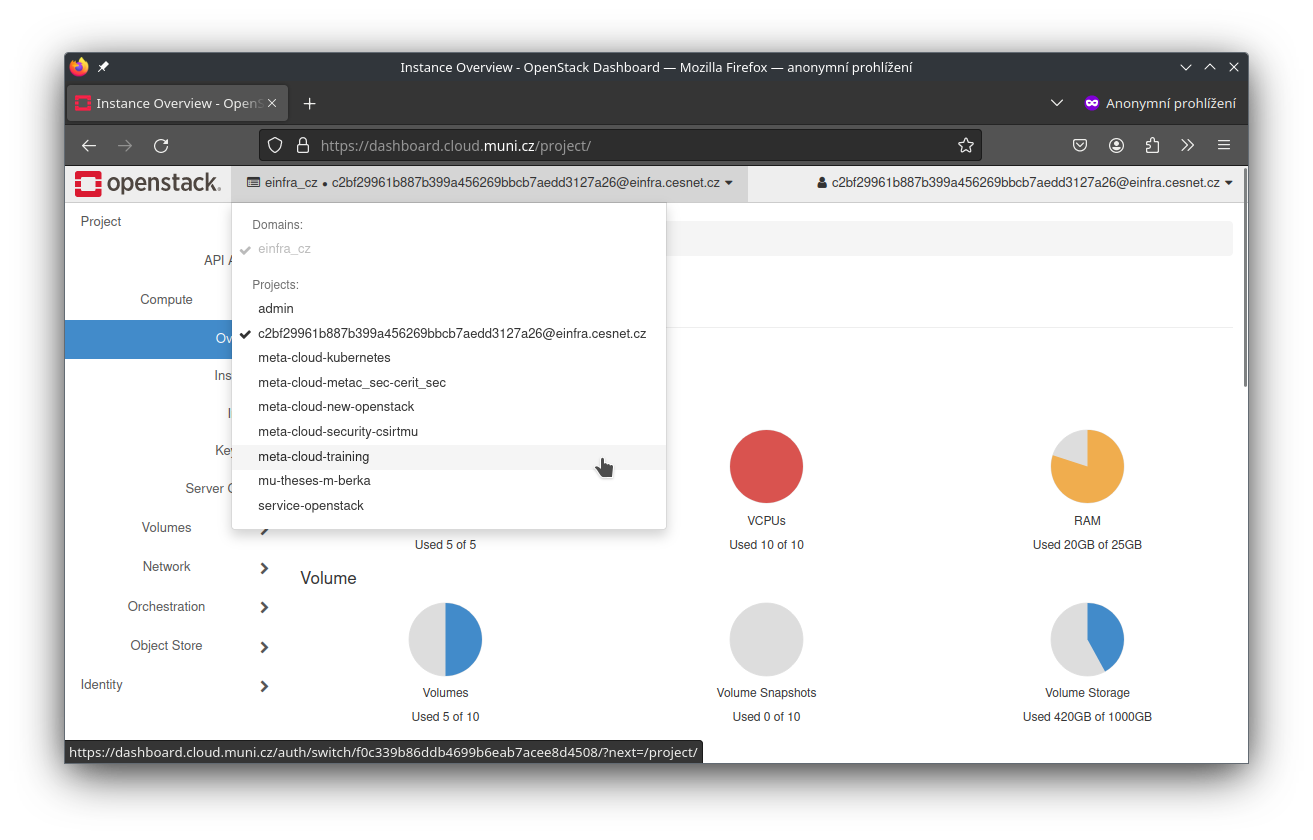 Instance Overview - OpenStack Dashboard — Mozilla Firefox — anonymní prohlížení
Instance Overview - OpenS
Anonymní prohlížení
https://dashboard.cloud.muni.cz/project/
openstack.
einfra_cz • c2bf29961b887b399a456269bbcb7aedd3127a26@einfra.cesnet.cz
c2bf29961b887b399a456269bbcb7aedd3127a26@einfra.cesnet.cz
Project
API A
Compute
Ov
Ins
I
Key
Server G
Volumes
Network
Orchestration
Object Store
Identity
Domains:
einfra_cz
Projects:
admin
c2bf29961b887b399a456269bbcb7aedd3127a26@einfra.cesnet.cz
meta-cloud-kubernetes
meta-cloud-metac_sec-cerit_sec
meta-cloud-new-openstack
meta-cloud-security-csirtmu
meta-cloud-training
mu-theses-m-berka
service-openstack
Used 5 of 5
VCPUs
Used 10 of 10
RAM
Used 20GB of 25GB
Volume
Volumes
Used 5 of 10
Volume Snapshots
Used 0 of 10
Volume Storage
Used 420GB of 1000GB
https://dashboard.cloud.muni.cz/auth/switch/f0c339b86ddb4699b6eab7acee8d4508/?next=/project/